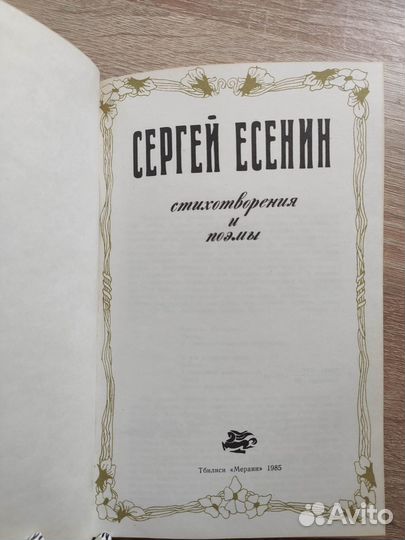 СЕРГЕЙ ЕСЕНИН
стихотворения
и
поэмы
Тбилиси «Мерани» 1985
Avito